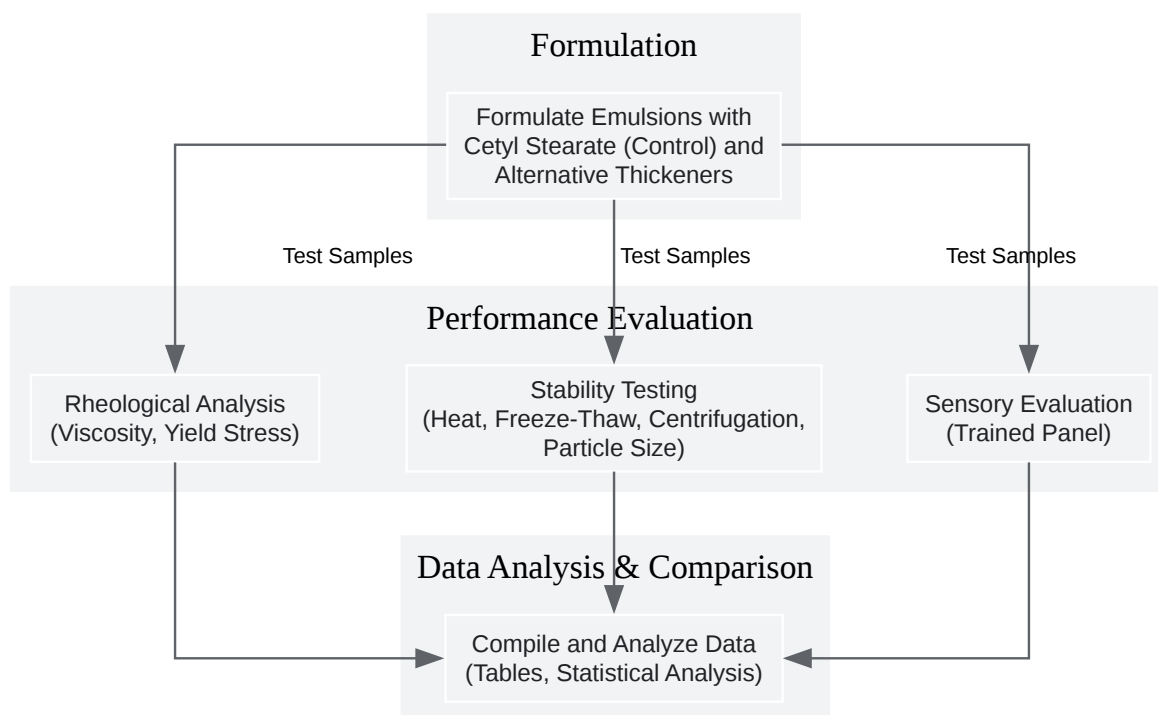 Formulation
Formulate Emulsions with
Cetyl Stearate (Control) and
Alternative Thickeners
Test Samples
Test Samples
Test Samples
Performance Evaluation
Rheological Analysis
(Viscosity, Yield Stress)
Stability Testing
(Heat, Freeze-Thaw, Centrifugation,
Particle Size)
Sensory Evaluation
(Trained Panel)
Data Analysis & Comparison
Compile and Analyze Data
(Tables, Statistical Analysis)